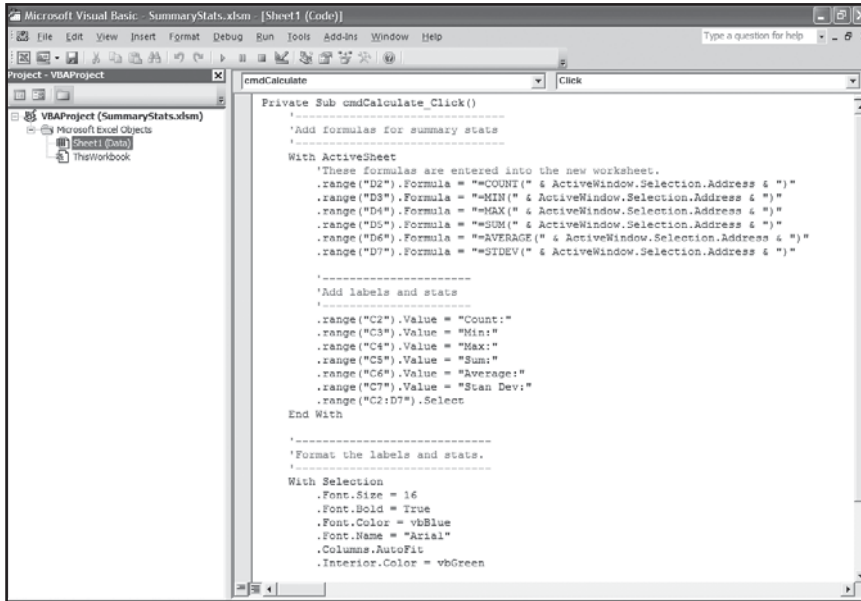 Microsoft Visual Basic - SummaryStats.xlsm - [Sheet1 (Code)]
File Edit View Insert Format Debug Run Tools Add-Ins Window Help
Type a question for help
Project - VBAProject
cmdCalculate
Click
VBAProject (SummaryStats.xlsm)
Microsoft Excel Objects
Sheet1 (Data)
ThisWorkbook
Private Sub cmdCalculate_Click()
'--------------------------------
'Add formulas for summary stats
'--------------------------------
With ActiveSheet
'These formulas are entered into the new worksheet.
.range("D2").Formula = "=COUNT(" & ActiveWindow.Selection.Address & ")"
.range("D3").Formula = "=MIN(" & ActiveWindow.Selection.Address & ")"
.range("D4").Formula = "=MAX(" & ActiveWindow.Selection.Address & ")"
.range("D5").Formula = "=SUM(" & ActiveWindow.Selection.Address & ")"
.range("D6").Formula = "=AVERAGE(" & ActiveWindow.Selection.Address & ")"
.range("D7").Formula = "=STDEV(" & ActiveWindow.Selection.Address & ")"
'-----------------------
'Add labels and stats
'-----------------------
.range("C2").Value = "Count:"
.range("C3").Value = "Min:"
.range("C4").Value = "Max:"
.range("C5").Value = "Sum:"
.range("C6").Value = "Average:"
.range("C7").Value = "Stan Dev:"
.range("C2:D7").Select
End With
'------------------------------
'Format the labels and stats.
'------------------------------
With Selection
.Font.Size = 16
.Font.Bold = True
.Font.Color = vbBlue
.Font.Name = "Arial"
.Columns.AutoFit
.Interior.Color = vbGreen